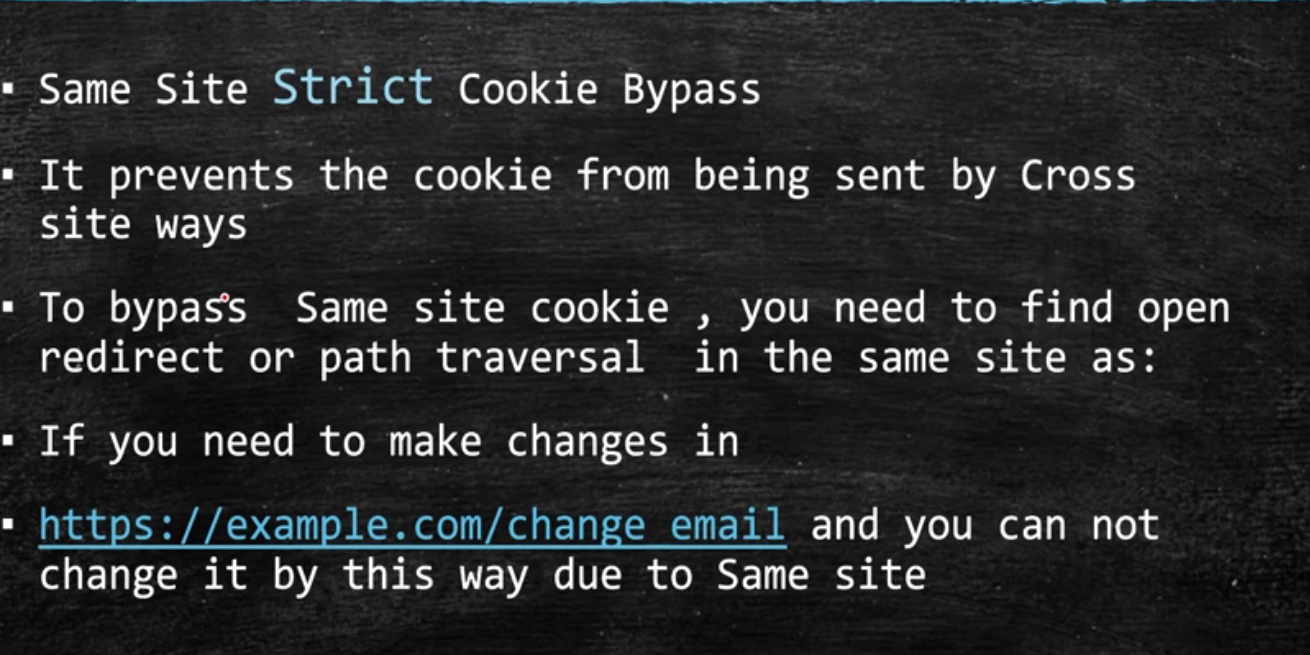 ▪ Same Site Strict Cookie Bypass
▪ It prevents the cookie from being sent by Cross
site ways
▪ To bypass Same site cookie , you need to find open
redirect or path traversal in the same site as:
▪ If you need to make changes in
▪ https://example.com/change_email and you can not
change it by this way due to Same site